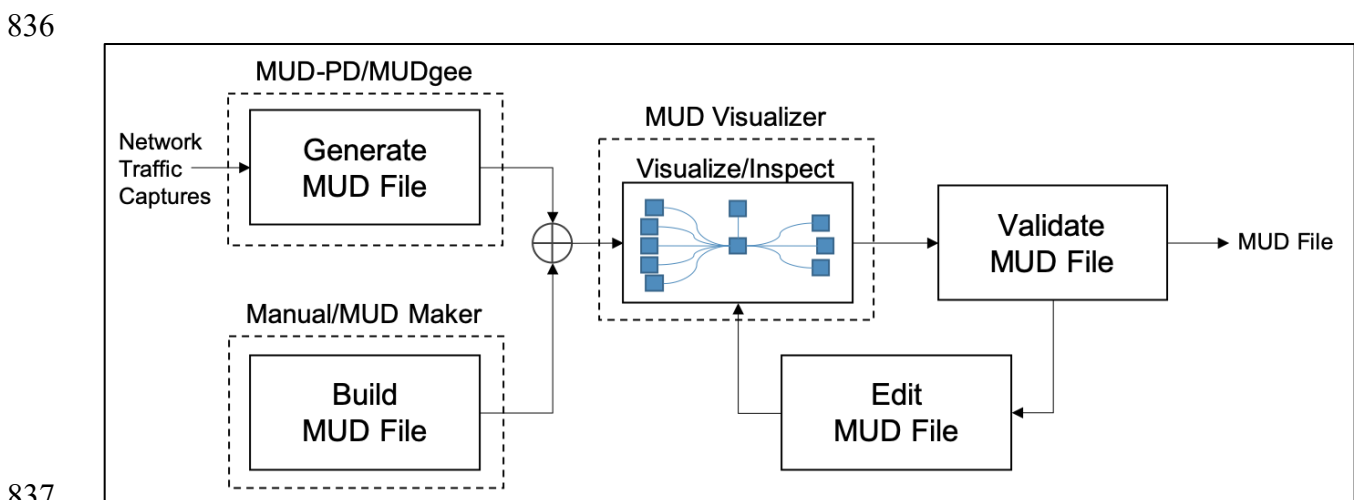 836
MUD-PD/MUDgee
Network
Traffic
Captures
Generate
MUD File
MUD Visualizer
Visualize/Inspect
Validate
MUD File
MUD File
Manual/MUD Maker
Build
MUD File
Edit
MUD File
837